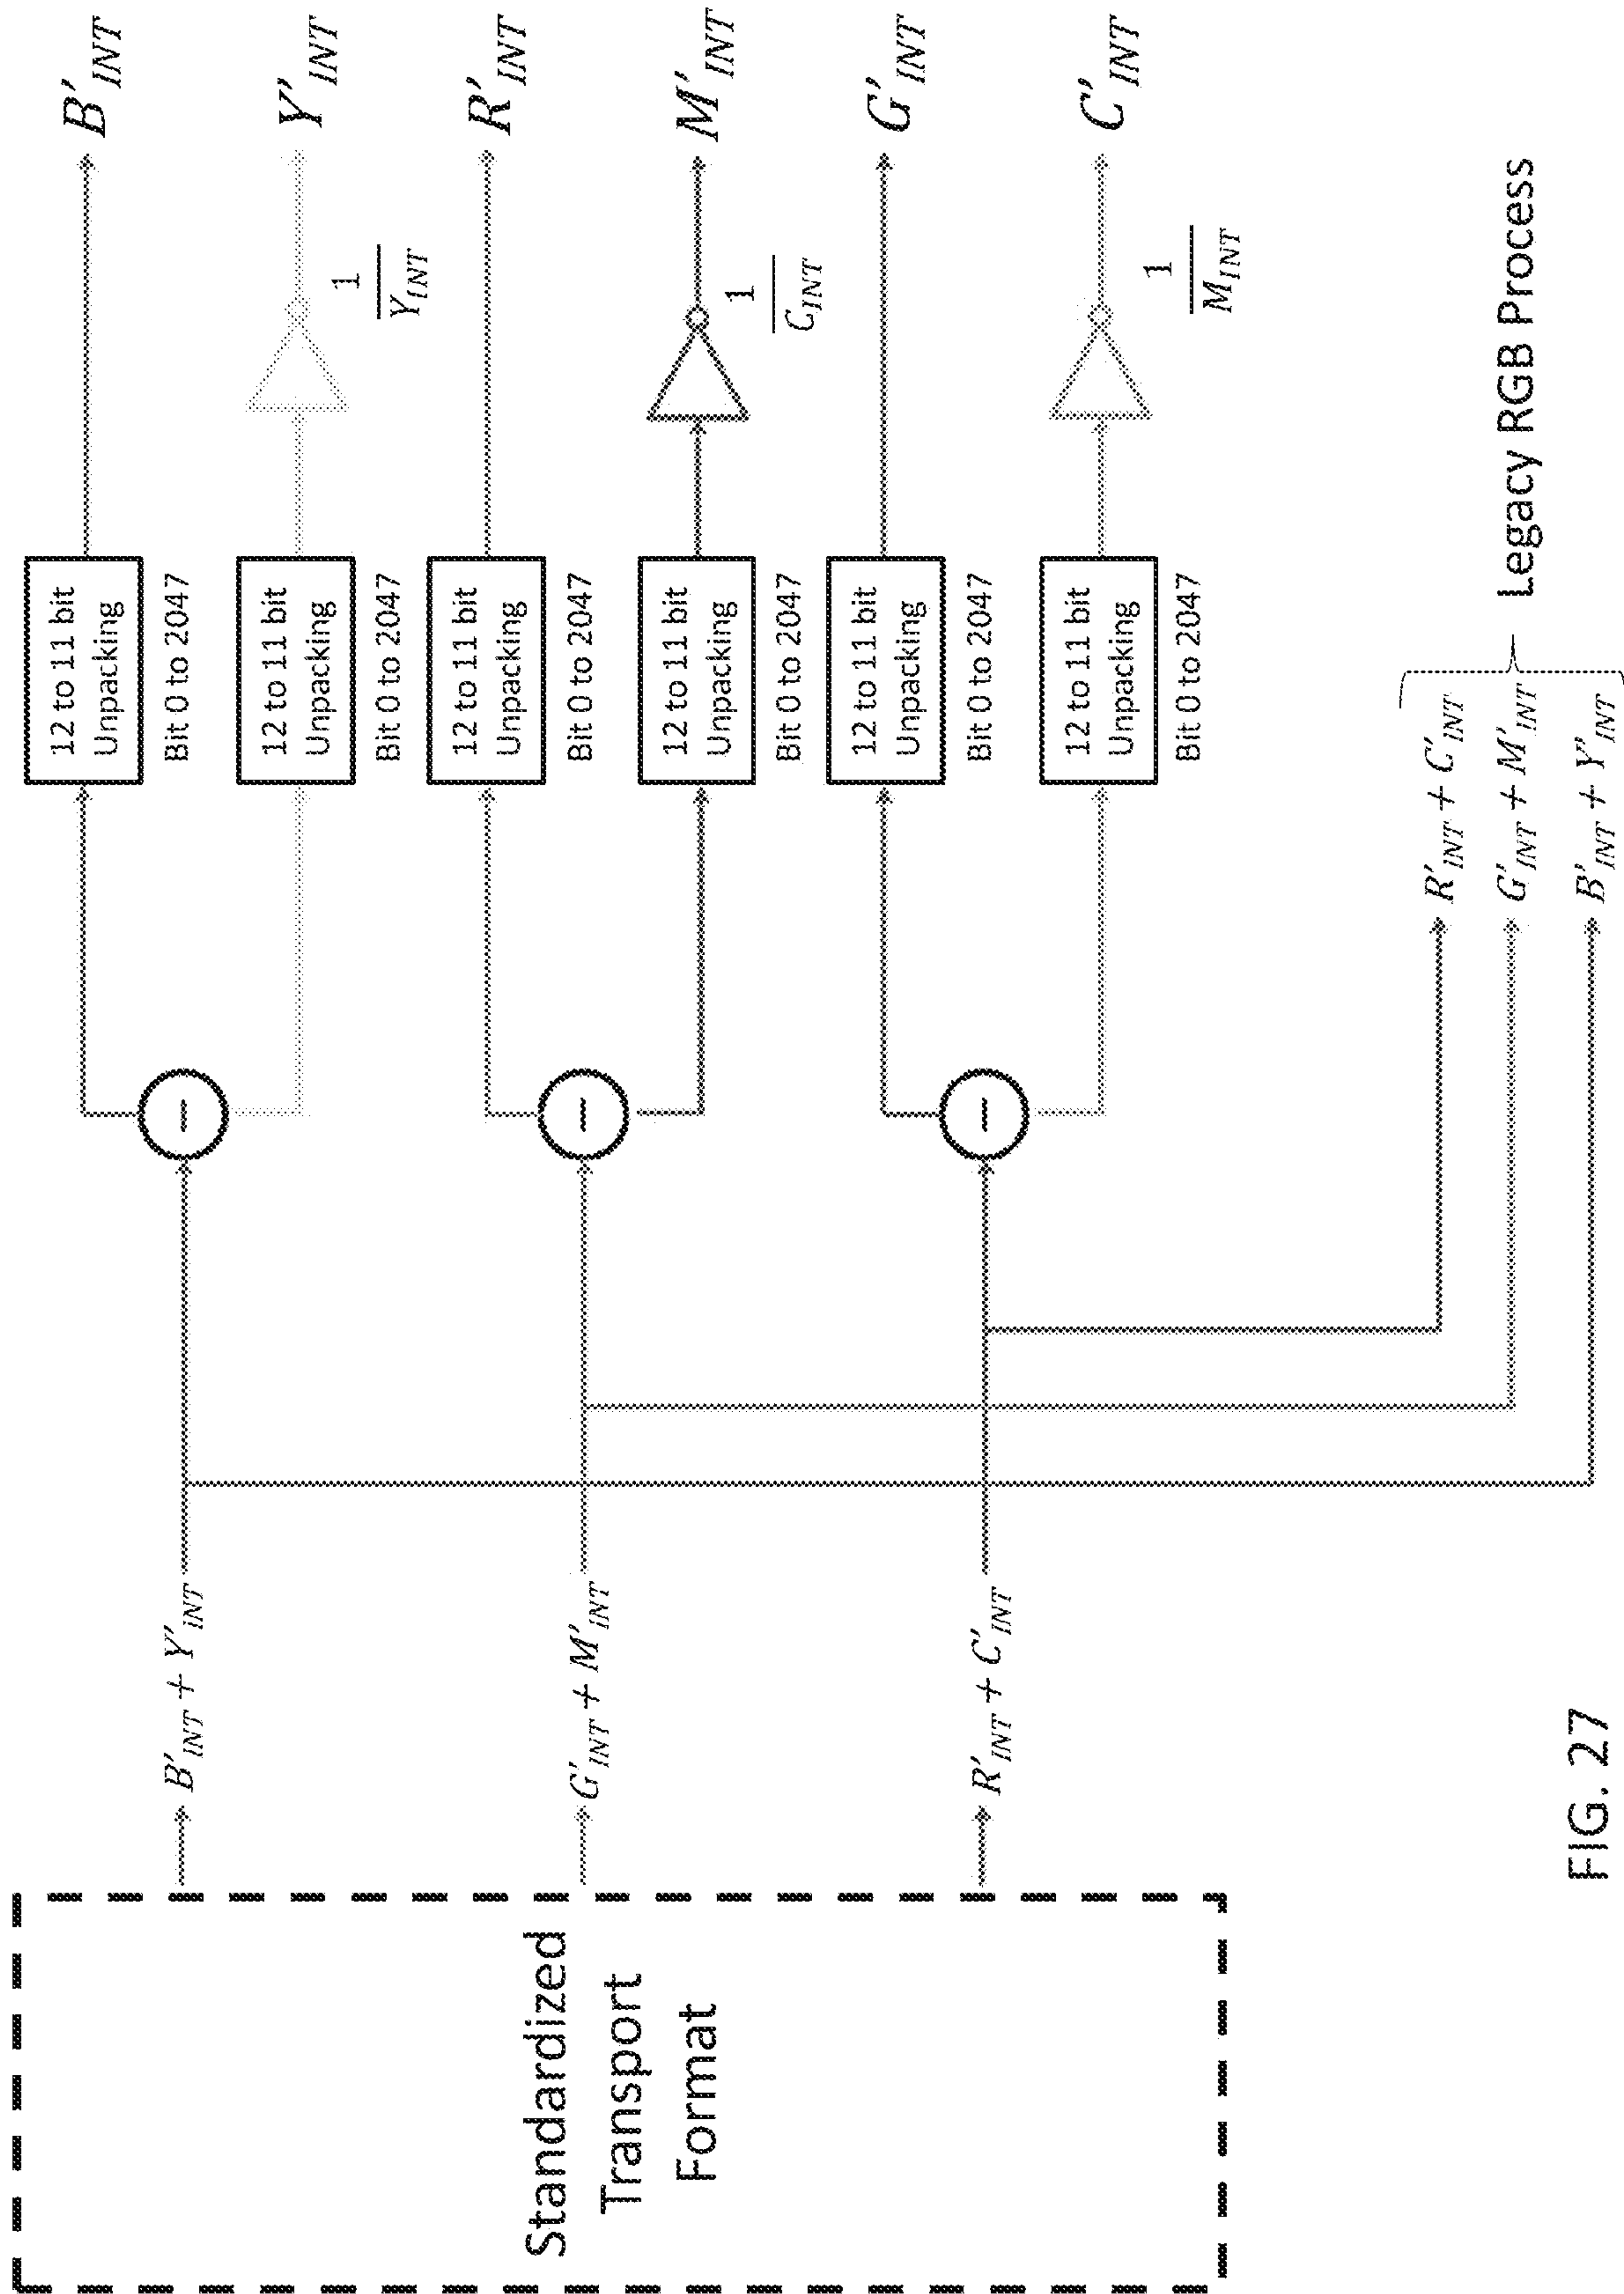 Standardized
Transport
Format
B'INT + Y'INT
G'INT + M'INT
R'INT + C'INT
−
−
−
12 to 11 bit
Unpacking
Bit 0 to 2047
12 to 11 bit
Unpacking
Bit 0 to 2047
12 to 11 bit
Unpacking
Bit 0 to 2047
12 to 11 bit
Unpacking
Bit 0 to 2047
12 to 11 bit
Unpacking
Bit 0 to 2047
12 to 11 bit
Unpacking
Bit 0 to 2047
1
YINT
1
CINT
1
MINT
B'INT
Y'INT
R'INT
M'INT
G'INT
C'INT
R'INT + C'INT
G'INT + M'INT
B'INT + Y'INT
Legacy RGB Process
FIG. 27